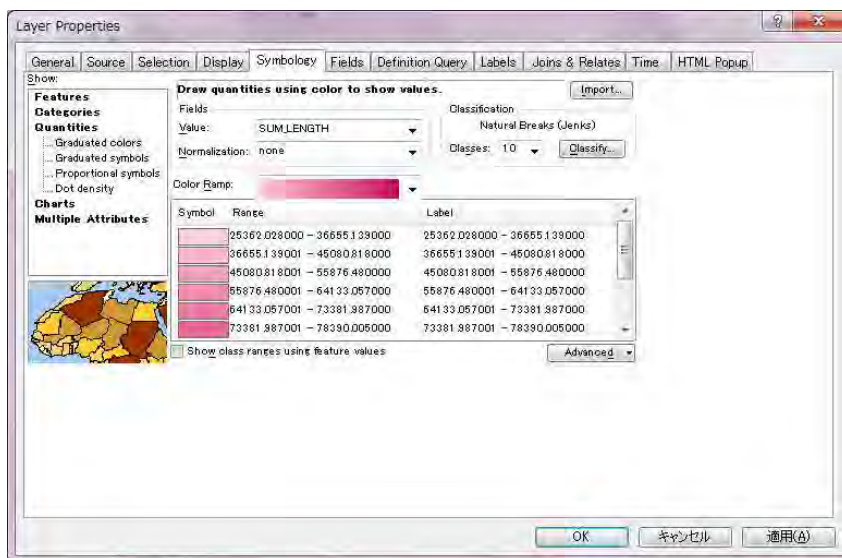 Layer Properties
General Source Selection Display Symbology Fields Definition Query Labels Joins & Relates Time HTML Popup
Show:
Features
Categories
Quantities
Graduated colors
Graduated symbols
Proportional symbols
Dot density
Charts
Multiple Attributes
Draw quantities using color to show values.
Import...
Fields
Value: SUM_LENGTH
Normalization: none
Classification
Natural Breaks (Jenks)
Classes: 10 Classify...
Color Ramp:
Symbol Range Label
25362.028000 - 36655.139000 25362.028000 - 36655.139000
36655.139001 - 45080.818000 36655.139001 - 45080.818000
45080.818001 - 55876.480000 45080.818001 - 55876.480000
55876.480001 - 64133.057000 55876.480001 - 64133.057000
64133.057001 - 73381.987000 64133.057001 - 73381.987000
73381.987001 - 78390.005000 73381.987001 - 78390.005000
Show class ranges using feature values
Advanced
OK キャンセル 適用(A)